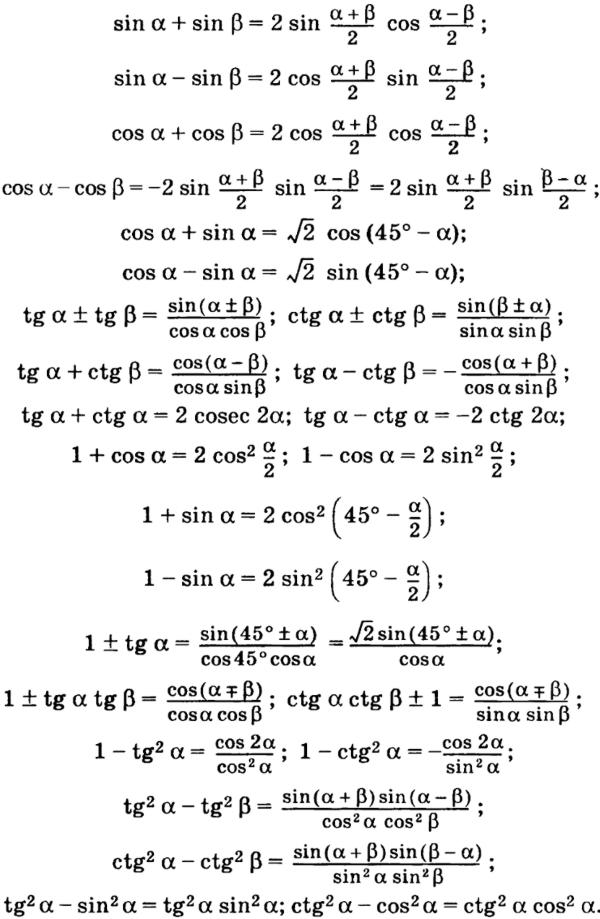 sin α + sin β = 2 sin (α+β)/2 cos (α−β)/2 ;
sin α − sin β = 2 cos (α+β)/2 sin (α−β)/2 ;
cos α + cos β = 2 cos (α+β)/2 cos (α−β)/2 ;
cos α − cos β = −2 sin (α+β)/2 sin (α−β)/2 = 2 sin (α+β)/2 sin (β−α)/2 ;
cos α + sin α = √2 cos (45° − α);
cos α − sin α = √2 sin (45° − α);
tg α ± tg β = sin(α ± β)/(cos α cos β) ; ctg α ± ctg β = sin(β ± α)/(sin α sin β) ;
tg α + ctg β = cos(α − β)/(cos α sin β) ; tg α − ctg β = −cos(α + β)/(cos α sin β) ;
tg α + ctg α = 2 cosec 2α; tg α − ctg α = −2 ctg 2α;
1 + cos α = 2 cos² α/2 ; 1 − cos α = 2 sin² α/2 ;
1 + sin α = 2 cos² (45° − α/2) ;
1 − sin α = 2 sin² (45° − α/2) ;
1 ± tg α = sin(45° ± α)/(cos 45° cos α) = √2 sin(45° ± α)/cos α;
1 ± tg α tg β = cos(α ∓ β)/(cos α cos β) ; ctg α ctg β ± 1 = cos(α ∓ β)/(sin α sin β) ;
1 − tg² α = cos 2α/cos² α ; 1 − ctg² α = −cos 2α/sin² α ;
tg² α − tg² β = sin(α + β) sin(α − β)/(cos² α cos² β) ;
ctg² α − ctg² β = sin(α + β) sin(β − α)/(sin² α sin² β) ;
tg² α − sin² α = tg² α sin² α; ctg² α − cos² α = ctg² α cos² α.